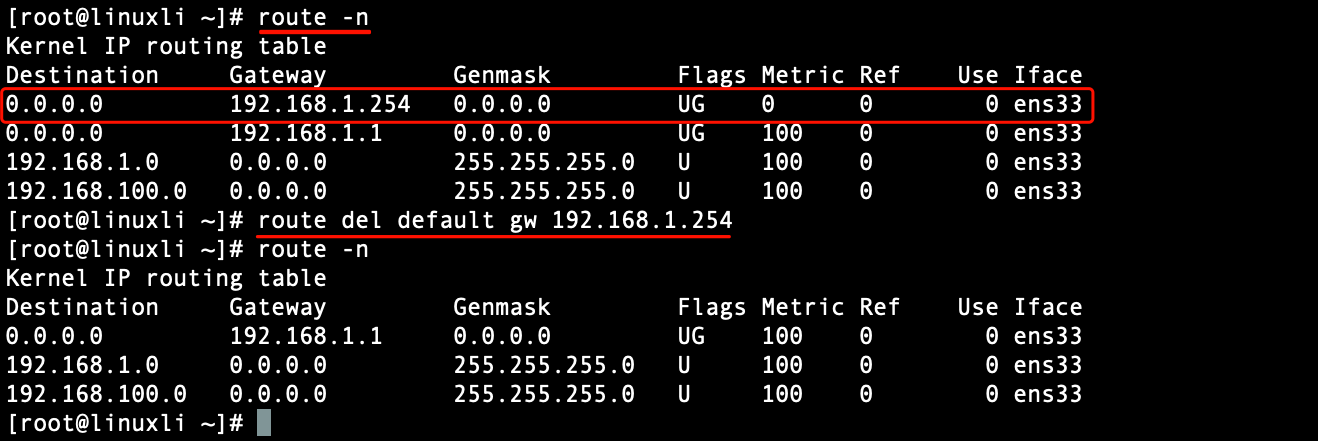 [root@linuxli ~]# route -n
Kernel IP routing table
Destination     Gateway         Genmask         Flags Metric Ref    Use Iface
0.0.0.0         192.168.1.254   0.0.0.0         UG    0      0        0 ens33
0.0.0.0         192.168.1.1     0.0.0.0         UG    100    0        0 ens33
192.168.1.0     0.0.0.0         255.255.255.0   U     100    0        0 ens33
192.168.100.0   0.0.0.0         255.255.255.0   U     100    0        0 ens33
[root@linuxli ~]# route del default gw 192.168.1.254
[root@linuxli ~]# route -n
Kernel IP routing table
Destination     Gateway         Genmask         Flags Metric Ref    Use Iface
0.0.0.0         192.168.1.1     0.0.0.0         UG    100    0        0 ens33
192.168.1.0     0.0.0.0         255.255.255.0   U     100    0        0 ens33
192.168.100.0   0.0.0.0         255.255.255.0   U     100    0        0 ens33
[root@linuxli ~]#